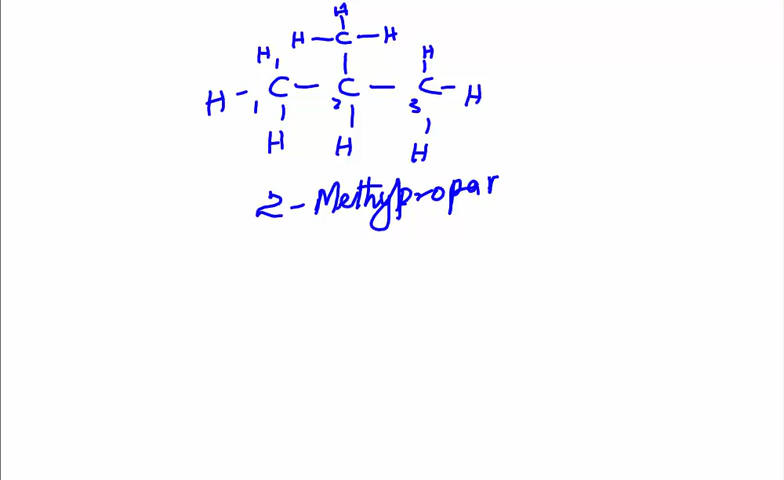 H
H — C — H
H H
H - C — C — C - H
1 2 3
H H H
2 - Methylpropar